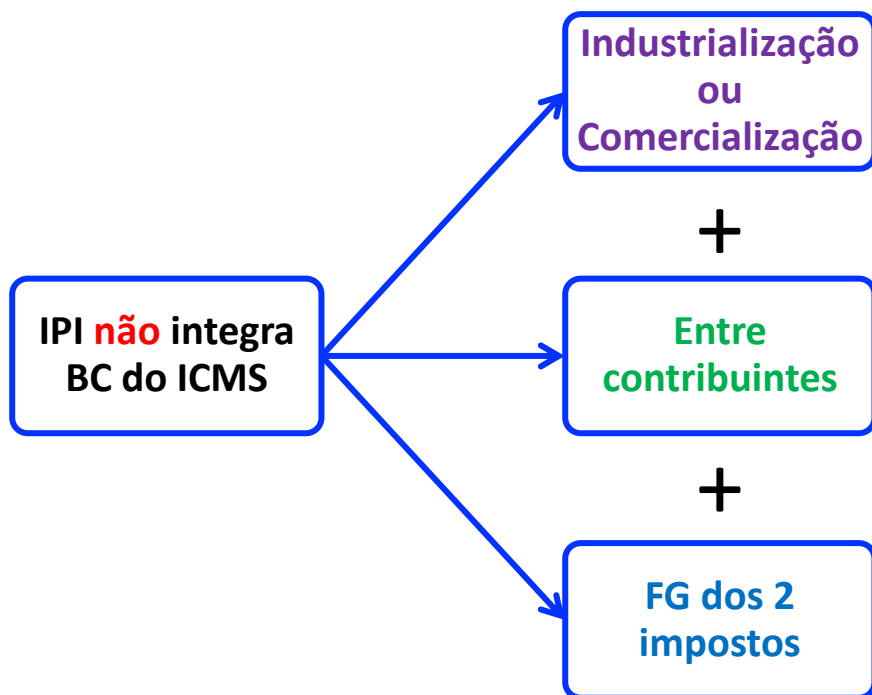 Industrialização
ou
Comercialização
+
IPI não integra
BC do ICMS
Entre
contribuintes
+
FG dos 2
impostos